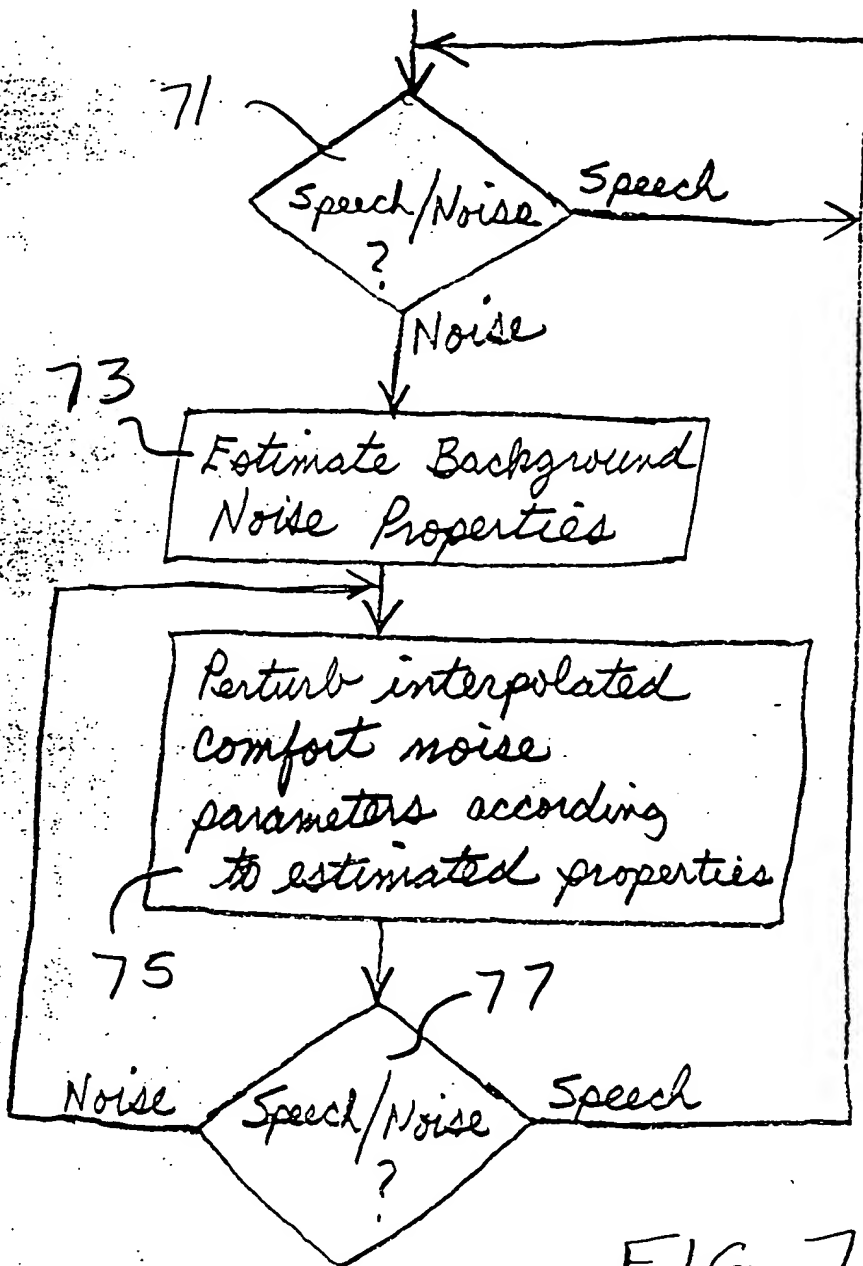 71
Speech/Noise
?
Speech
Noise
73
Estimate Background
Noise Properties
Perturb interpolated
comfort noise
parameters according
to estimated properties
75
77
Noise
Speech/Noise
?
Speech
FIG. 7